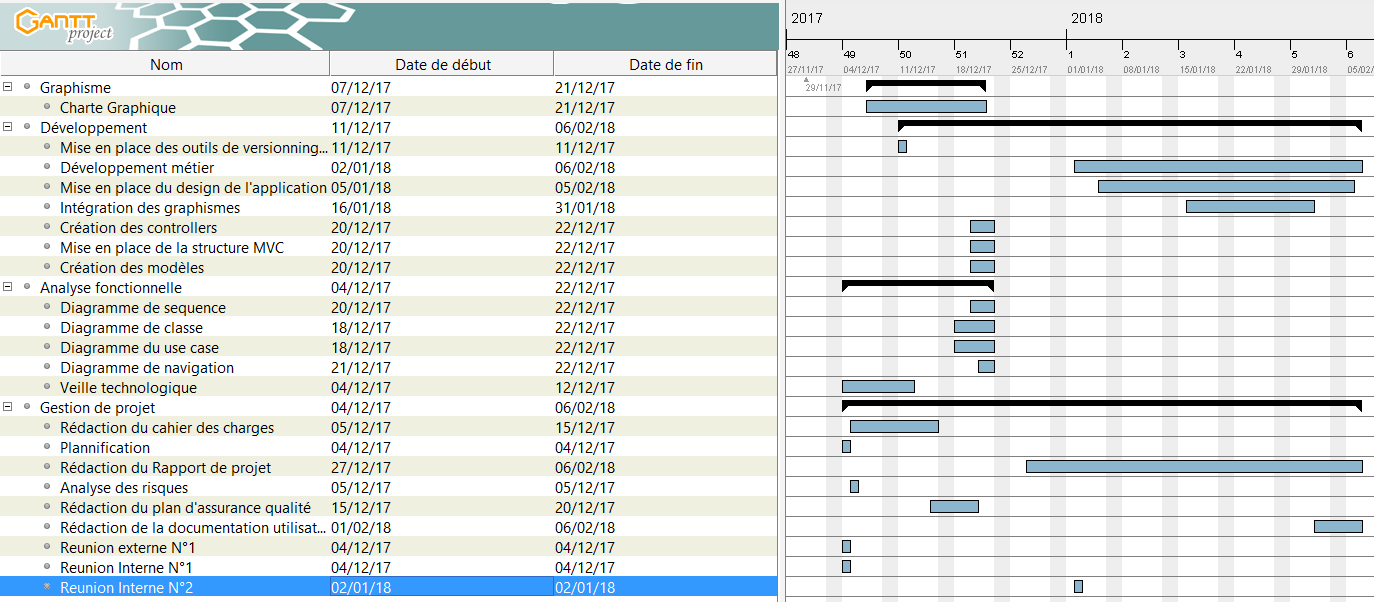 GANTT project
2017 2018
48 49 50 51 52 1 2 3 4 5 6
27/11/17 04/12/17 11/12/17 18/12/17 25/12/17 01/01/18 08/01/18 15/01/18 22/01/18 29/01/18 05/02/
29/11/17
Nom Date de début Date de fin
Graphisme 07/12/17 21/12/17
Charte Graphique 07/12/17 21/12/17
Développement 11/12/17 06/02/18
Mise en place des outils de versionning... 11/12/17 11/12/17
Développement métier 02/01/18 06/02/18
Mise en place du design de l'application 05/01/18 05/02/18
Intégration des graphismes 16/01/18 31/01/18
Création des controllers 20/12/17 22/12/17
Mise en place de la structure MVC 20/12/17 22/12/17
Création des modèles 20/12/17 22/12/17
Analyse fonctionnelle 04/12/17 22/12/17
Diagramme de sequence 20/12/17 22/12/17
Diagramme de classe 18/12/17 22/12/17
Diagramme du use case 18/12/17 22/12/17
Diagramme de navigation 21/12/17 22/12/17
Veille technologique 04/12/17 12/12/17
Gestion de projet 04/12/17 06/02/18
Rédaction du cahier des charges 05/12/17 15/12/17
Plannification 04/12/17 04/12/17
Rédaction du Rapport de projet 27/12/17 06/02/18
Analyse des risques 05/12/17 05/12/17
Rédaction du plan d'assurance qualité 15/12/17 20/12/17
Rédaction de la documentation utilisat... 01/02/18 06/02/18
Reunion externe N°1 04/12/17 04/12/17
Reunion Interne N°1 04/12/17 04/12/17
Reunion Interne N°2 02/01/18 02/01/18